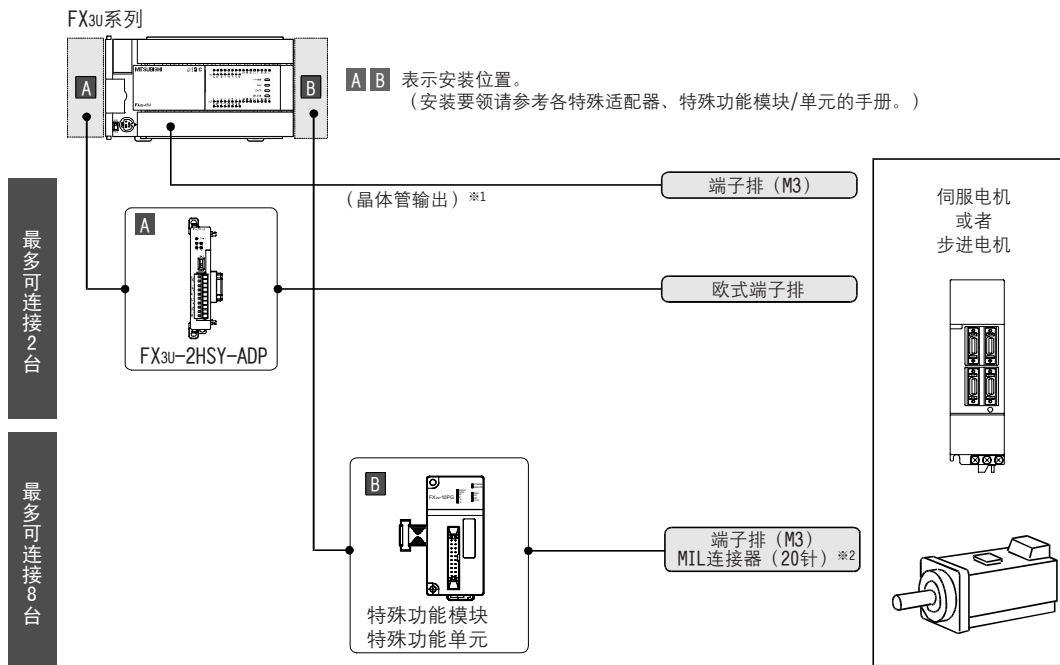 FX3U系列
A
B
MITSUBISHI
A B 表示安装位置。
(安装要领请参考各特殊适配器、特殊功能模块/单元的手册。)
(晶体管输出)※1
端子排(M3)
最多可连接2台
A
FX3U-2HSY-ADP
欧式端子排
伺服电机
或者
步进电机
最多可连接8台
B
FX2N-10PG
特殊功能模块
特殊功能单元
端子排(M3)
MIL连接器(20针)※2